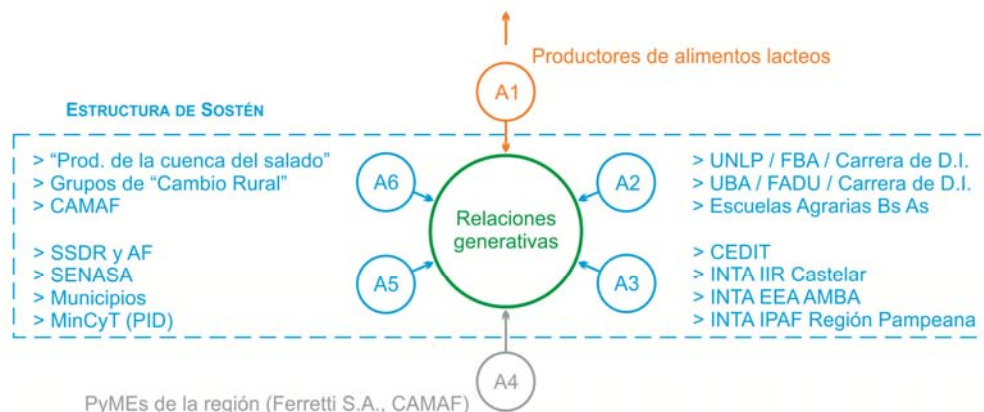 Productores de alimentos lacteos
A1
ESTRUCTURA DE SOSTÉN
> "Prod. de la cuenca del salado"
> Grupos de "Cambio Rural"
> CAMAF
A6
A2
> UNLP / FBA / Carrera de D.I.
> UBA / FADU / Carrera de D.I.
> Escuelas Agrarias Bs As
Relaciones
generativas
> SSDR y AF
> SENASA
> Municipios
> MinCyT (PID)
A5
A3
> CEDIT
> INTA IIR Castelar
> INTA EEA AMBA
> INTA IPAF Región Pampeana
A4
PyMEs de la región (Ferretti S.A., CAMAF)